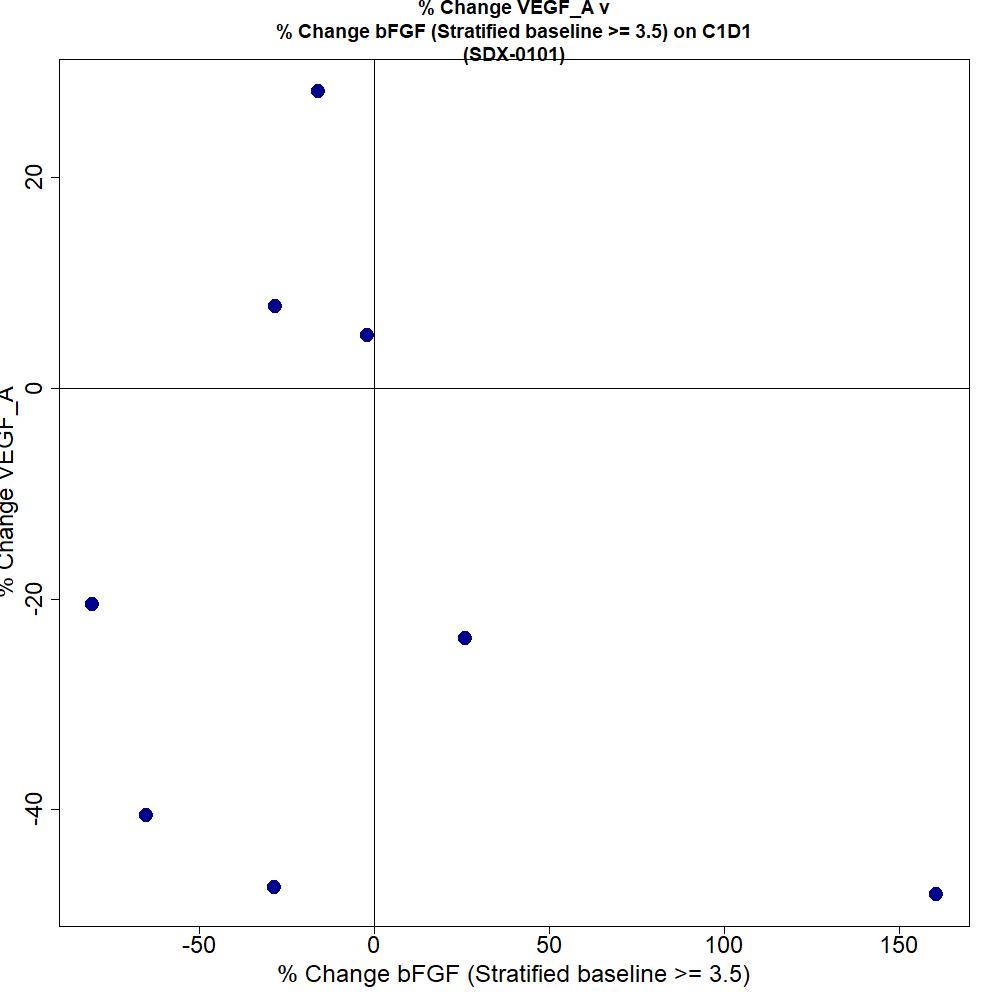 % Change VEGF_A v
% Change bFGF (Stratified baseline >= 3.5) on C1D1
(SDX-0101)
20
0
-20
-40
% Change VEGF_A
-50
0
50
100
150
% Change bFGF (Stratified baseline >= 3.5)